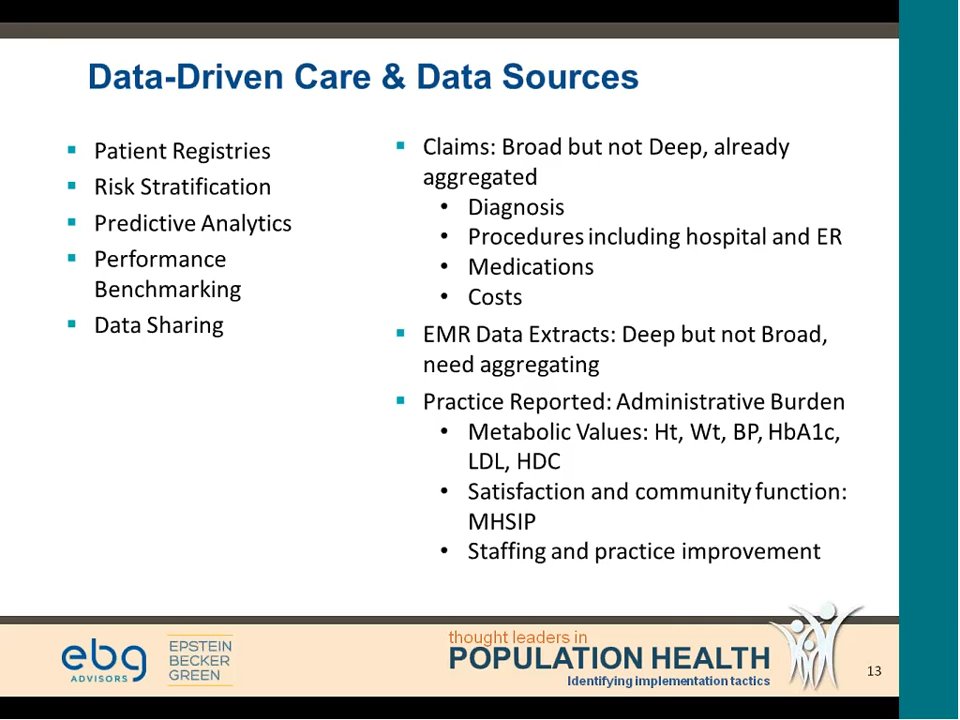 Data-Driven Care & Data Sources
Patient Registries
Risk Stratification
Predictive Analytics
Performance
Benchmarking
Data Sharing
Claims: Broad but not Deep, already
aggregated
Diagnosis
Procedures including hospital and ER
Medications
Costs
EMR Data Extracts: Deep but not Broad,
need aggregating
Practice Reported: Administrative Burden
Metabolic Values: Ht, Wt, BP, HbA1c,
LDL, HDC
Satisfaction and community function:
MHSIP
Staffing and practice improvement
ebg
ADVISORS
EPSTEIN
BECKER
GREEN
thought leaders in
POPULATION HEALTH
Identifying implementation tactics
13